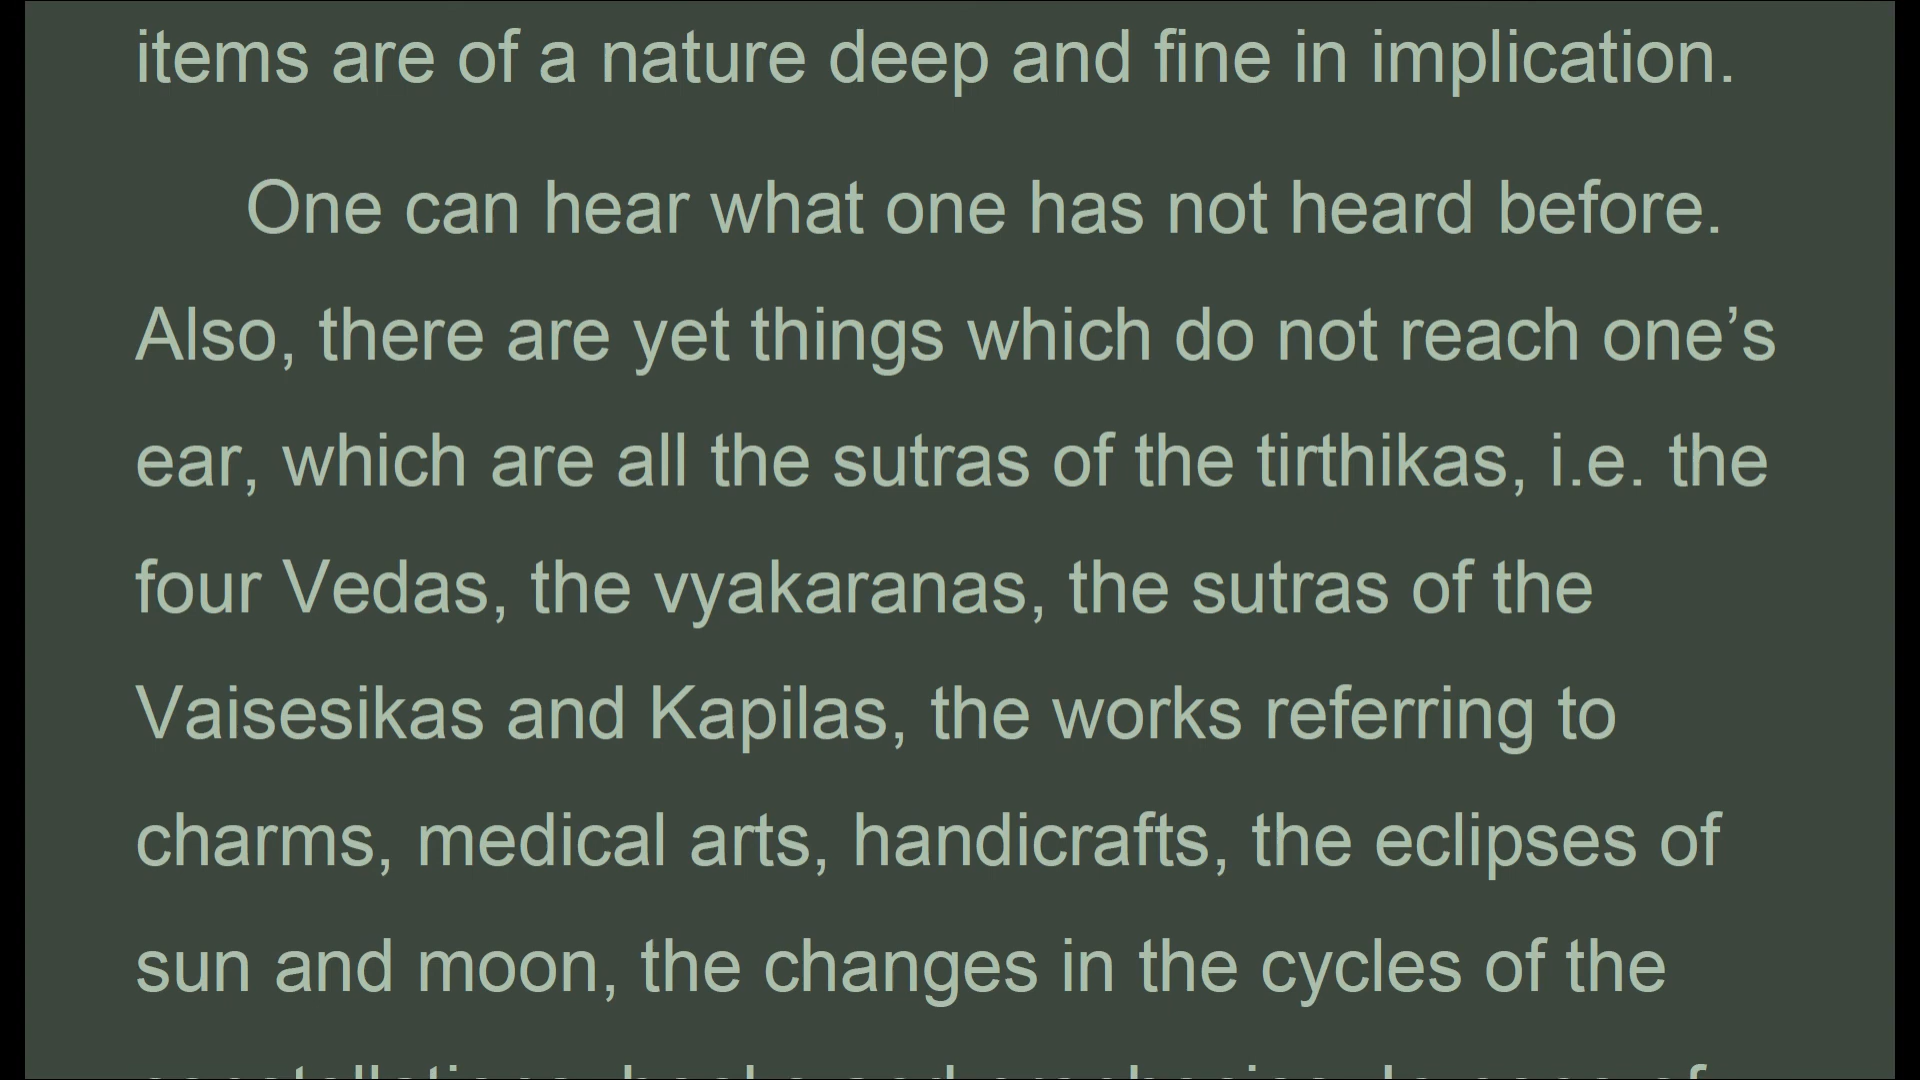 items are of a nature deep and fine in implication.
One can hear what one has not heard before.
Also, there are yet things which do not reach one’s
ear, which are all the sutras of the tirthikas, i.e. the
four Vedas, the vyakaranas, the sutras of the
Vaisesikas and Kapilas, the works referring to
charms, medical arts, handicrafts, the eclipses of
sun and moon, the changes in the cycles of the